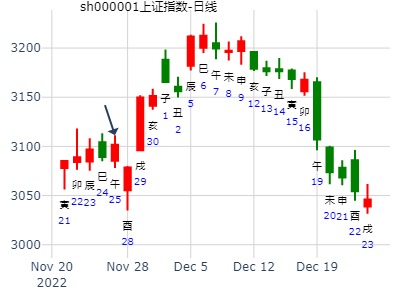 sh000001上证指数-日线
3200
3150
3100
3050
3000
寅
21
卯
22
辰
23
巳
24
午
25
酉
28
戌
29
亥
30
子
1
丑
2
辰
5
巳
6
午
7
未
8
申
9
亥
12
子
13
丑
14
寅
15
卯
16
午
19
未
20
申
21
酉
22
戌
23
Nov 20
2022
Nov 28
Dec 5
Dec 12
Dec 19